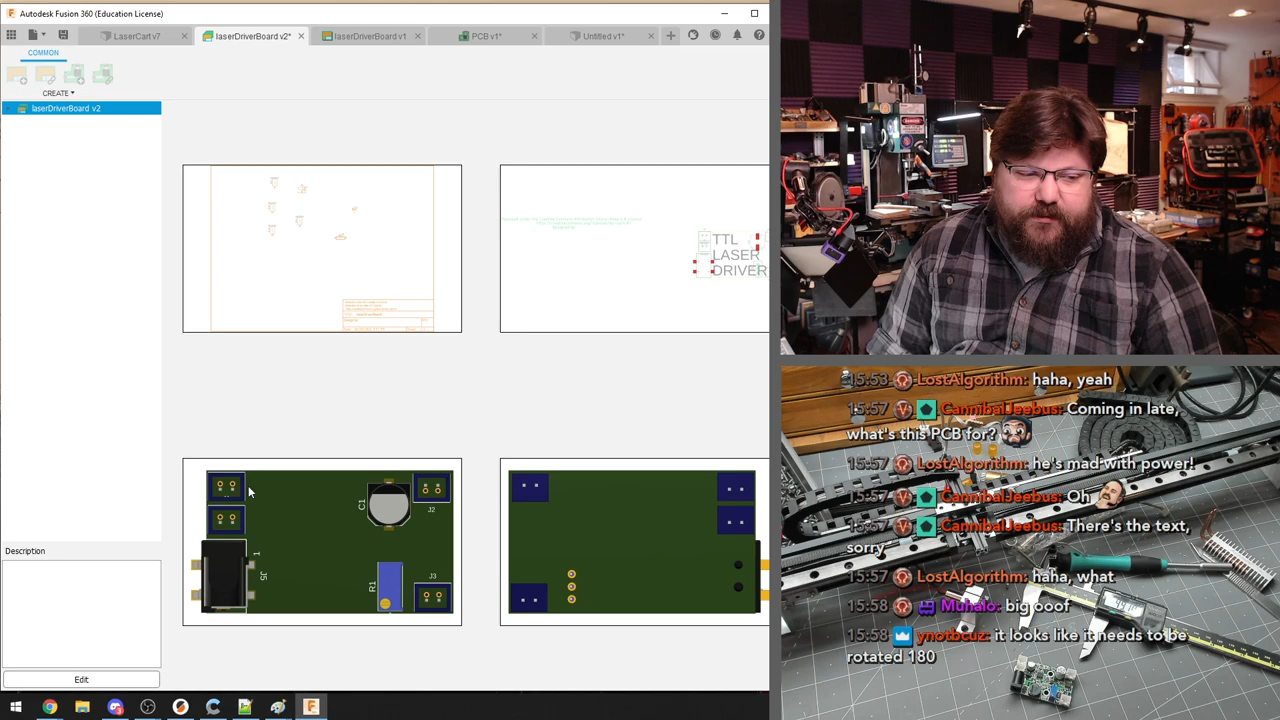 Autodesk Fusion 360 (Education License)
LaserCart v7
laserDriverBoard v2*
laserDriverBoard v1
PCB v1*
Untitled v1*
COMMON
CREATE
laserDriverBoard v2
TTL
LASER
DRIVER
C1
J2
1
J5
R1
J3
Description
Edit
DANGER
15:53 LostAlgorithm: haha, yeah
15:57 CannibalJeebus: Coming in late,
what's this PCB for?
15:57 LostAlgorithm: he's mad with power!
15:57 CannibalJeebus: Oh
15:57 CannibalJeebus: There's the text,
sorry
15:57 LostAlgorithm: haha, what
15:58 Muhalo: big ooof
15:58 ynotbcuz: it looks like it needs to be
rotated 180